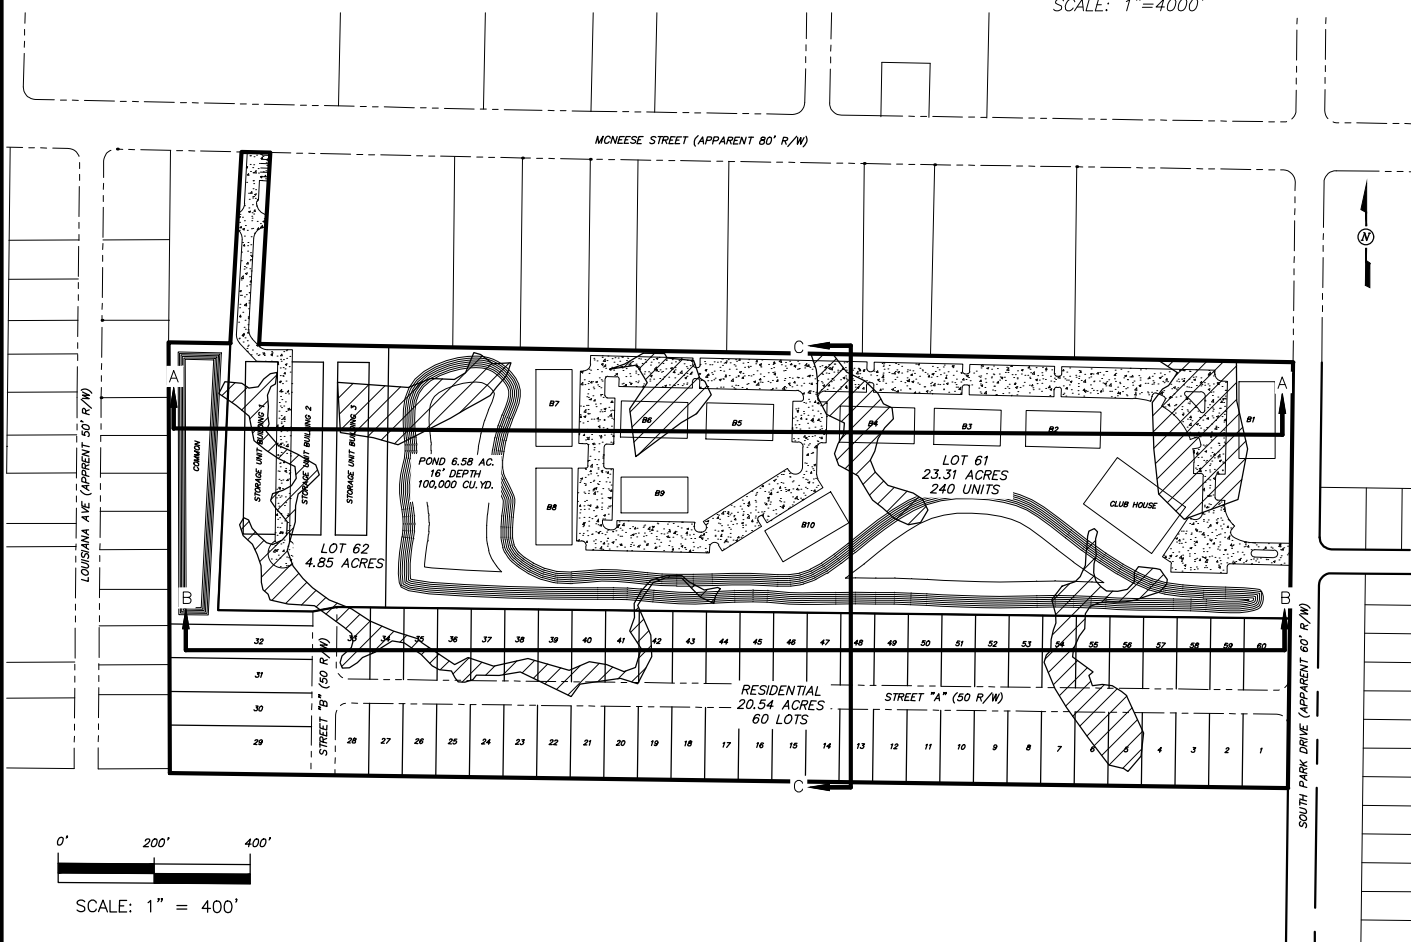 SCALE: 1"=4000'
MCNEESE STREET (APPARENT 80' R/W)
N
LOUISIANA AVE (APPRENT 50' R/W)
SOUTH PARK DRIVE (APPARENT 60' R/W)
C
A
A
COMMON
STORAGE UNIT BUILDING 1
STORAGE UNIT BUILDING 2
STORAGE UNIT BUILDING 3
B7
B6
B5
B4
B3
B2
B1
POND 6.58 AC.
16' DEPTH
100,000 CU.YD.
LOT 61
23.31 ACRES
240 UNITS
B8
B9
B10
CLUB HOUSE
LOT 62
4.85 ACRES
B
B
32
33
34
35
36
37
38
39
40
41
42
43
44
45
46
47
48
49
50
51
52
53
54
55
56
57
58
59
60
31
30
29
STREET "B" (50 R/W)
RESIDENTIAL
20.54 ACRES
60 LOTS
STREET "A" (50 R/W)
28
27
26
25
24
23
22
21
20
19
18
17
16
15
14
13
12
11
10
9
8
7
6
5
4
3
2
1
C
0' 200' 400'
SCALE: 1" = 400'